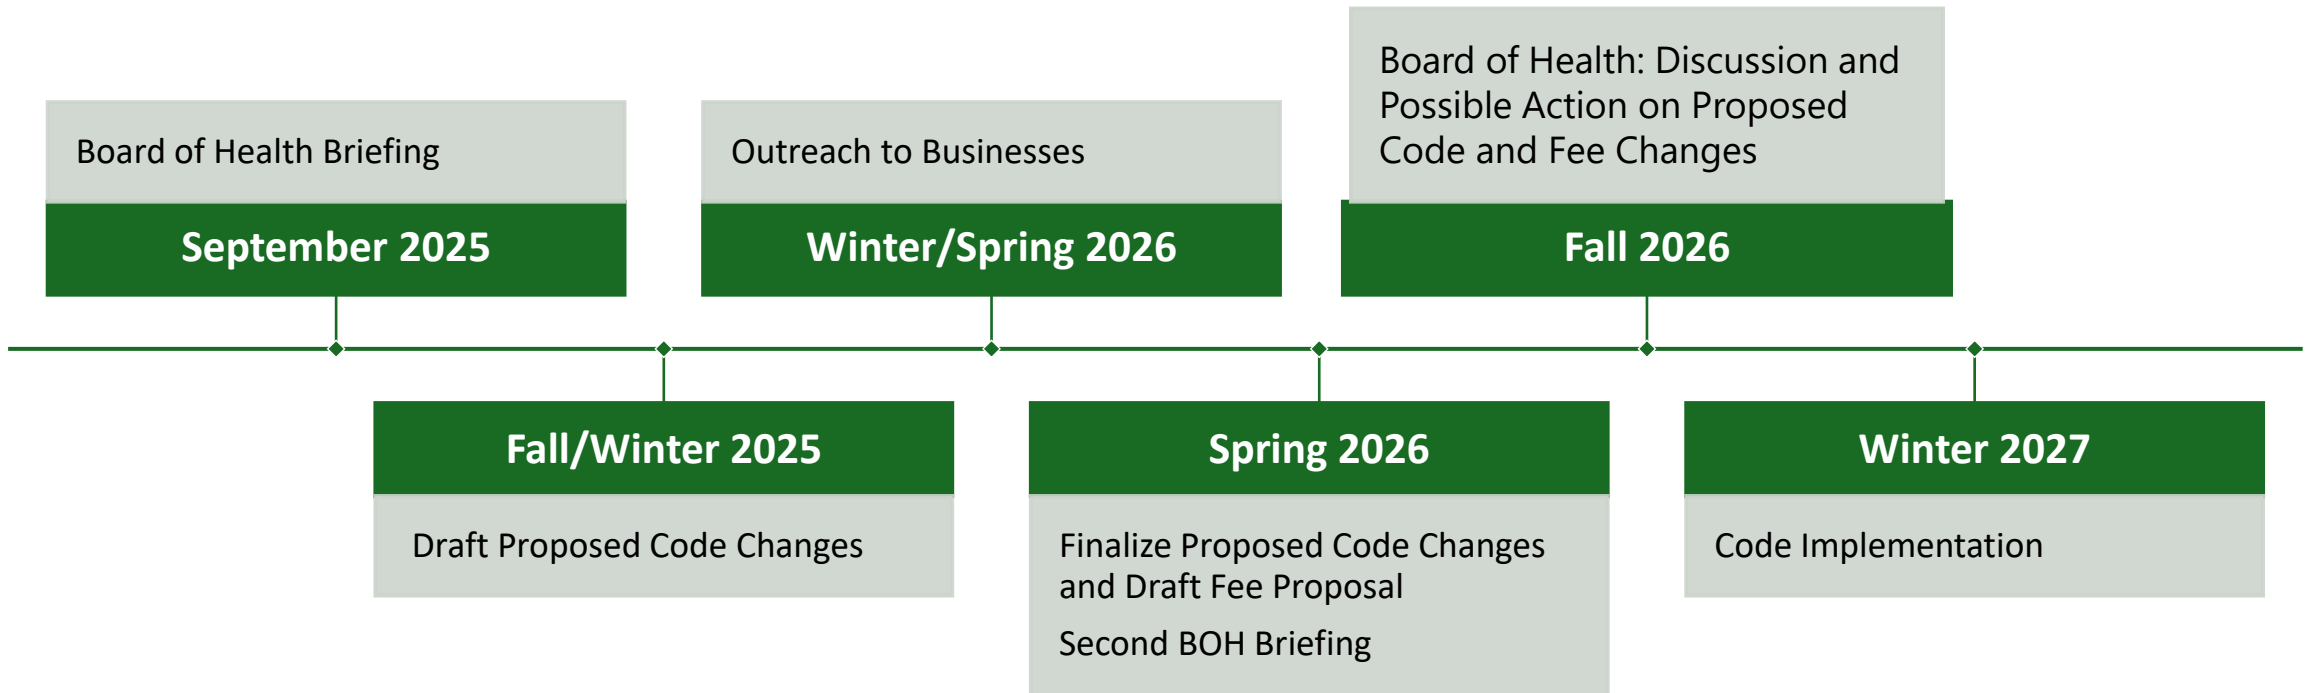 Board of Health Briefing
September 2025
Fall/Winter 2025
Draft Proposed Code Changes
Outreach to Businesses
Winter/Spring 2026
Spring 2026
Finalize Proposed Code Changes
and Draft Fee Proposal
Second BOH Briefing
Board of Health: Discussion and
Possible Action on Proposed
Code and Fee Changes
Fall 2026
Winter 2027
Code Implementation